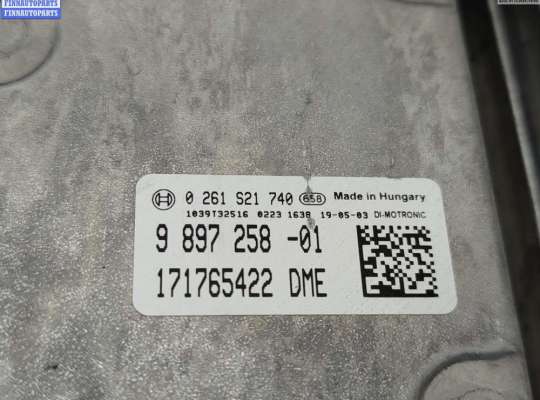 FINNAUTOPARTS
FINNAUTOPARTS
0 261 S21 740 658 Made in Hungary
1039T32516 0223 1638 19-05-03 DI-MOTRONIC
9 897 258 -01
171765422 DME